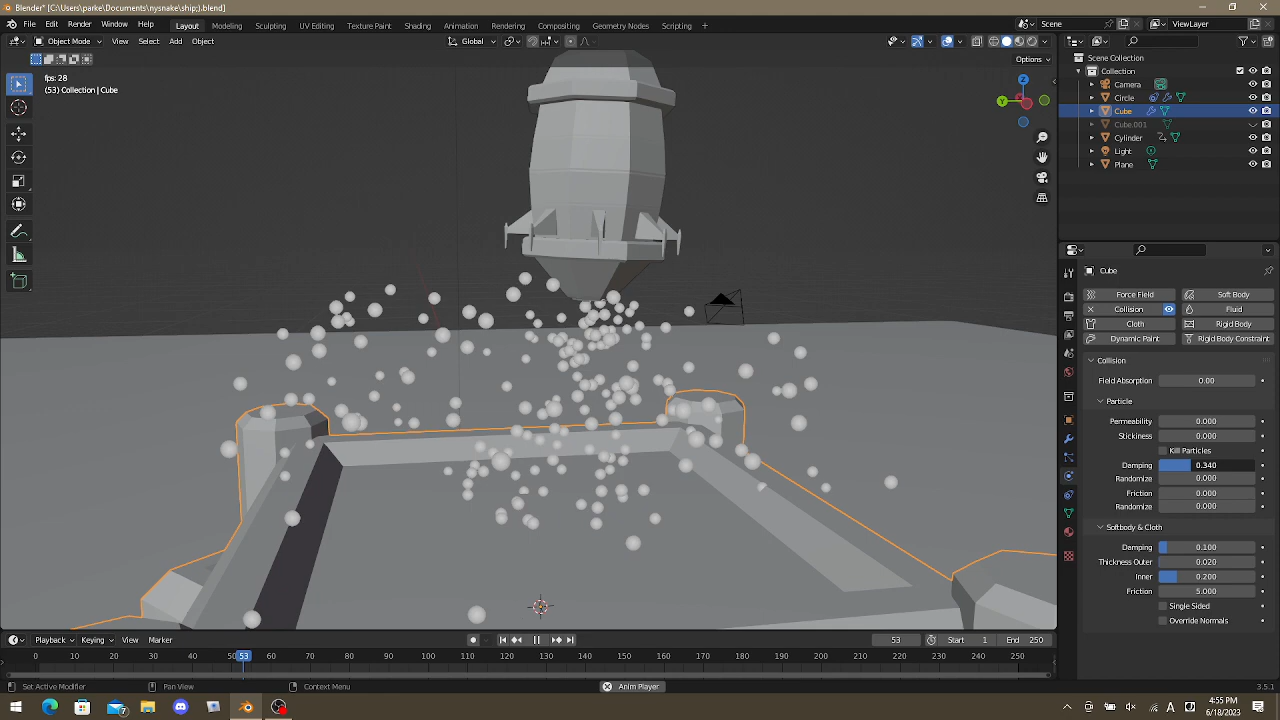 Blender* [C:\Users\parke\Documents\nysnake\ship;).blend]
File Edit Render Window Help
Layout Modeling Sculpting UV Editing Texture Paint Shading Animation Rendering Compositing Geometry Nodes Scripting +
Scene
ViewLayer
Object Mode View Select Add Object
Global
Options
fps: 28
(53) Collection | Cube
Z
Y
Scene Collection
Collection
Camera
Circle
Cube
Cube.001
Cylinder
Light
Plane
Cube
Force Field
Soft Body
Collision
Fluid
Cloth
Rigid Body
Dynamic Paint
Rigid Body Constraint
Collision
Field Absorption 0.00
Particle
Permeability 0.000
Stickiness 0.000
Kill Particles
Damping 0.340
Randomize 0.000
Friction 0.000
Randomize 0.000
Softbody & Cloth
Damping 0.100
Thickness Outer 0.020
Inner 0.200
Friction 5.000
Single Sided
Override Normals
Playback Keying View Marker
53 Start 1 End 250
0 10 20 30 53 60 70 80 90 100 110 120 130 140 150 160 170 180 190 200 210 220 230 240 250
Set Active Modifier Pan View Context Menu Anim Player 3.5.1
7
A
4:55 PM
6/18/2023